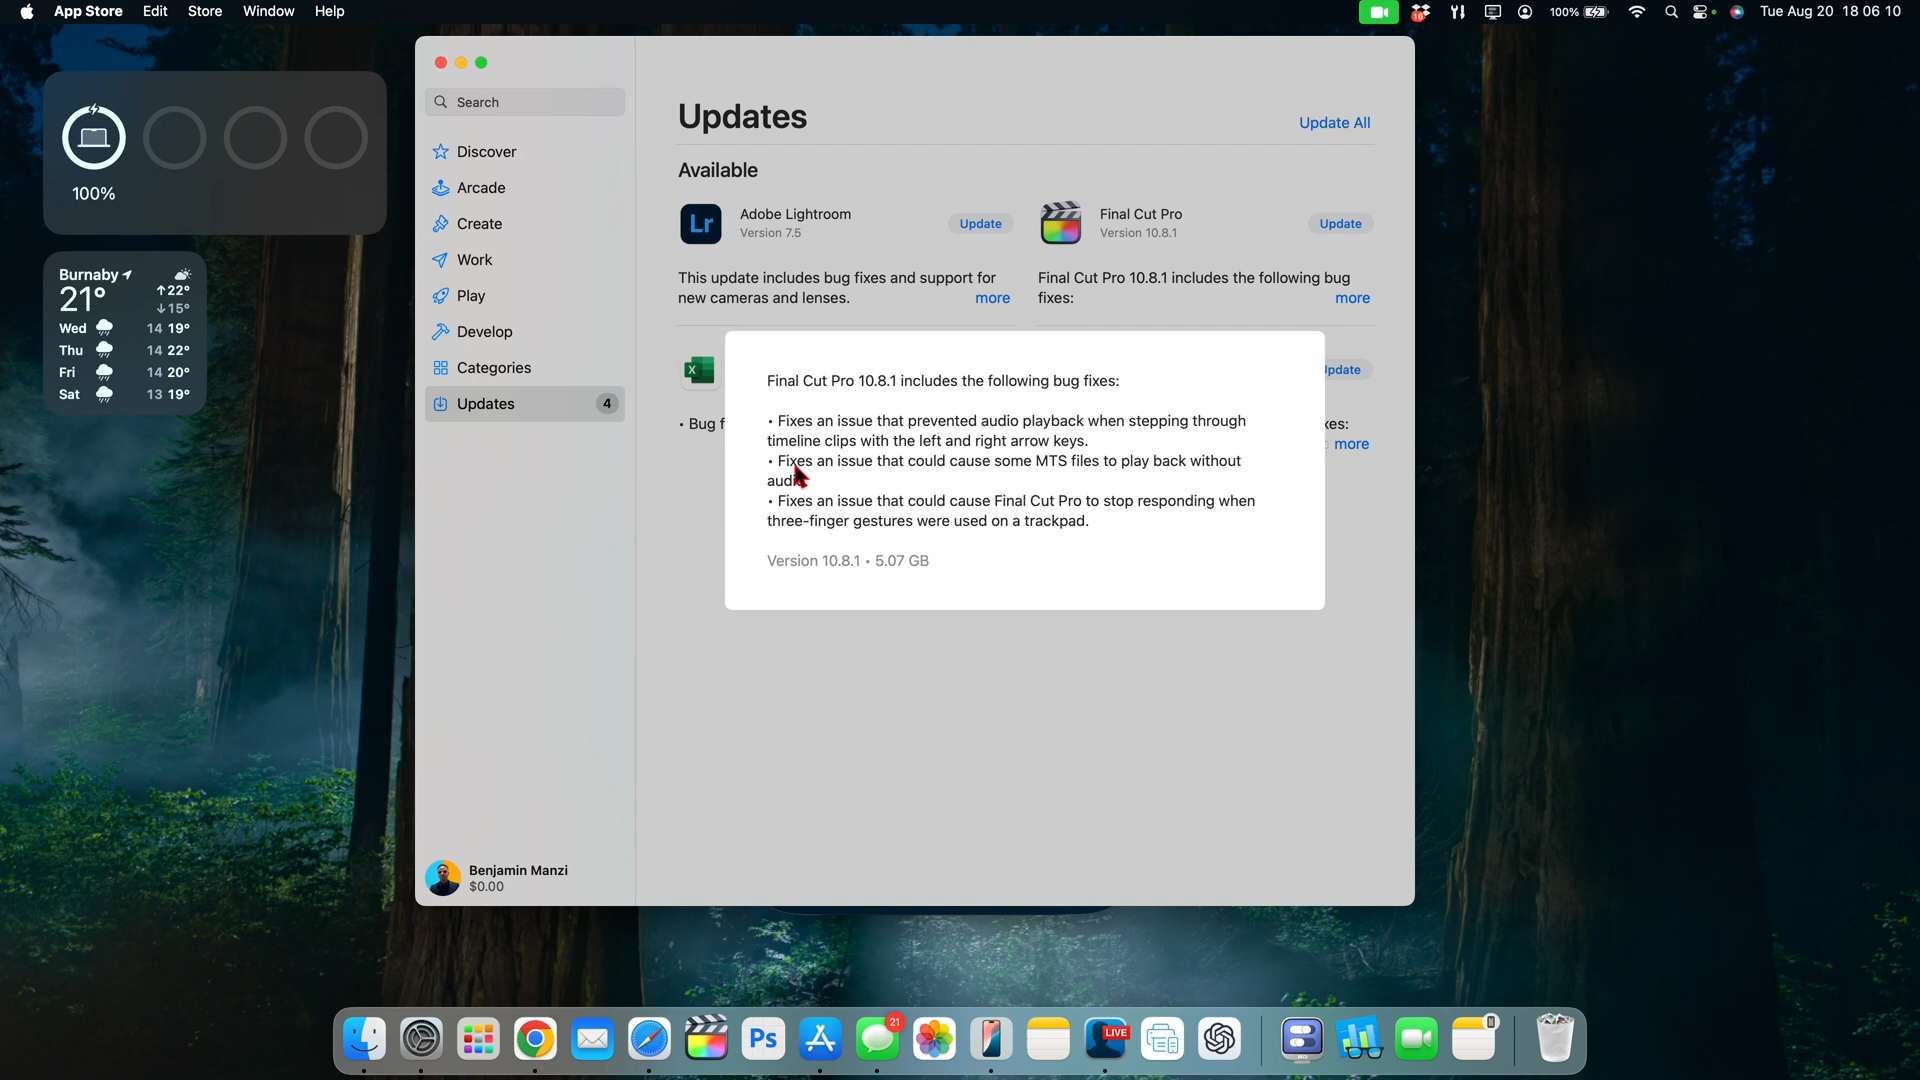 App Store Edit Store Window Help
16
100%
Tue Aug 20 18 06 10
100%
Burnaby
21°
↑22°
↓15°
Wed 14 19°
Thu 14 22°
Fri 14 20°
Sat 13 19°
Search
Discover
Arcade
Create
Work
Play
Develop
Categories
Updates 4
Benjamin Manzi
$0.00
Updates
Update All
Available
Lr
Adobe Lightroom
Version 7.5
Update
This update includes bug fixes and support for
new cameras and lenses. more
Final Cut Pro
Version 10.8.1
Update
Final Cut Pro 10.8.1 includes the following bug
fixes: more
X
• Bug f
pdate
xes:
more
Final Cut Pro 10.8.1 includes the following bug fixes:
• Fixes an issue that prevented audio playback when stepping through
timeline clips with the left and right arrow keys.
• Fixes an issue that could cause some MTS files to play back without
audio
• Fixes an issue that could cause Final Cut Pro to stop responding when
three-finger gestures were used on a trackpad.
Version 10.8.1 • 5.07 GB
Ps
21
LIVE